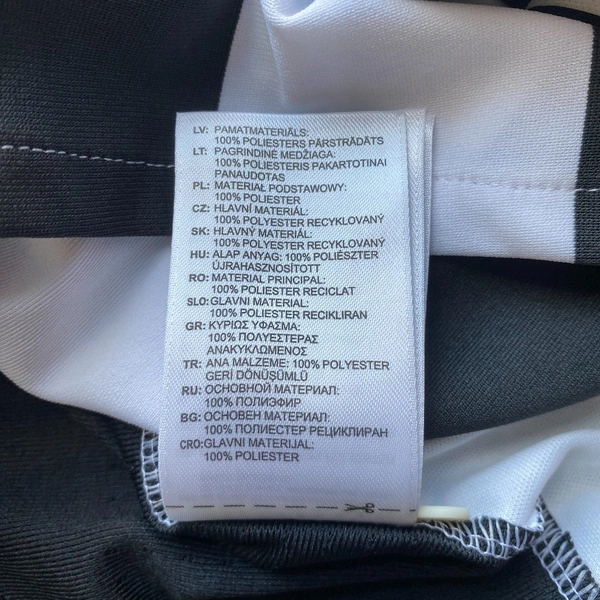 LV: PAMATMATERIĀLS:
100% POLIESTERS PĀRSTRĀDĀTS
LT: PAGRINDINĖ MEDŽIAGA:
100% POLIESTERIS PAKARTOTINAI
PANAUDOTAS
PL: MATERIAŁ PODSTAWOWY:
100% POLIESTER
CZ: HLAVNÍ MATERIÁL:
100% POLYESTER RECYKLOVANÝ
SK: HLAVNÝ MATERIÁL:
100% POLYESTER RECYKLOVANÝ
HU: ALAP ANYAG: 100% POLIÉSZTER
ÚJRAHASZNOSÍTOTT
RO: MATERIAL PRINCIPAL:
100% POLIESTER RECICLAT
SLO: GLAVNI MATERIAL:
100% POLIESTER RECIKLIRAN
GR: ΚΥΡΙΩΣ ΥΦΑΣΜΑ:
100% ΠΟΛΥΕΣΤΕΡΑΣ
ΑΝΑΚΥΚΛΩΜΕΝΟΣ
TR: ANA MALZEME: 100% POLYESTER
GERİ DÖNÜŞÜMLÜ
RU: ОСНОВНОЙ МАТЕРИАЛ:
100% ПОЛИЭФИР
BG: ОСНОВЕН МАТЕРИАЛ:
100% ПОЛИЕСТЕР РЕЦИКЛИРАН
CRO: GLAVNI MATERIJAL:
100% POLIESTER